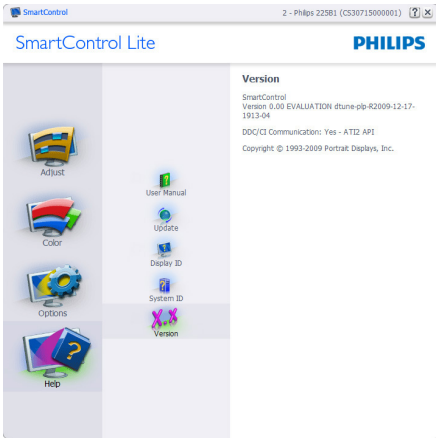 SmartControl
2 - Philips 225B1 (CS30715000001)
SmartControl Lite
PHILIPS
Adjust
Color
Options
Help
User Manual
Update
Display ID
System ID
X.X
Version
Version
SmartControl
Version 0.00 EVALUATION dtune-plp-R2009-12-17-
1913-04
DDC/CI Communication: Yes - ATI2 API
Copyright © 1993-2009 Portrait Displays, Inc.